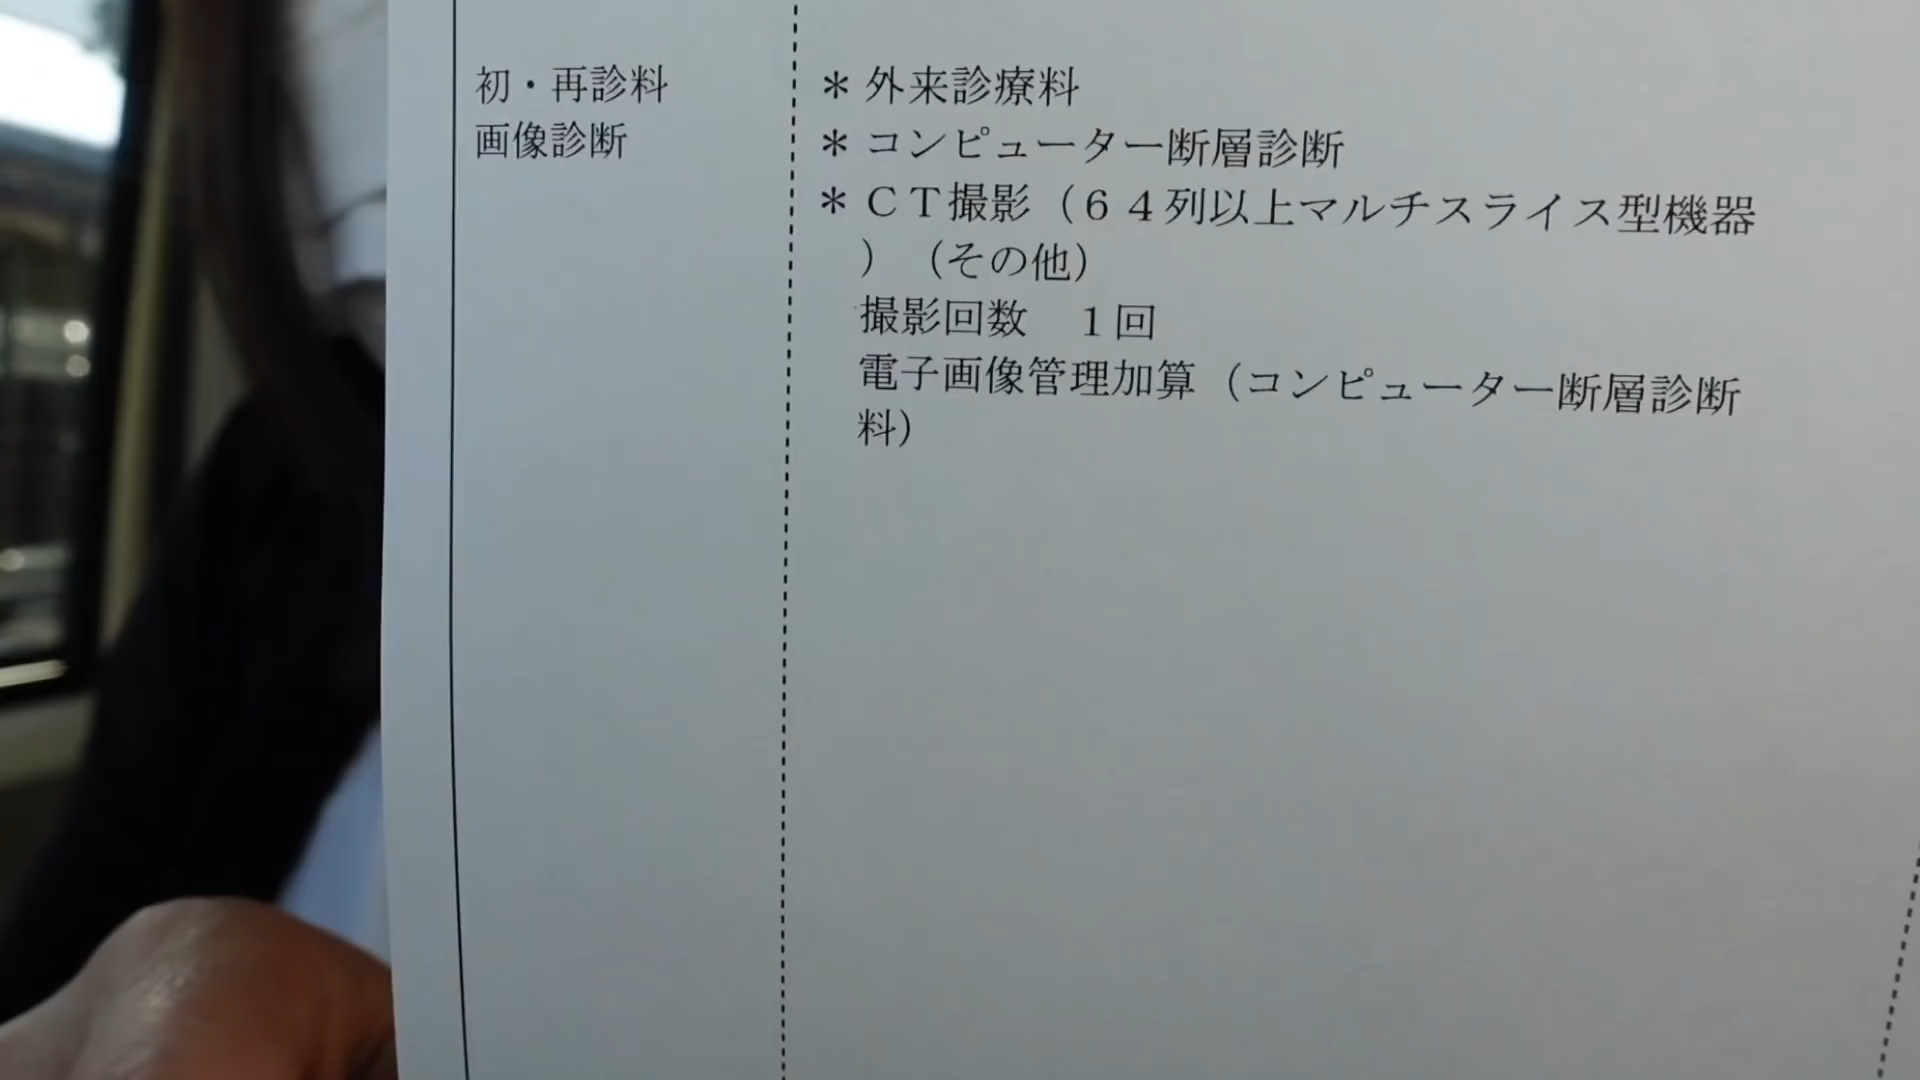 初・再診料
画像診断
＊ 外来診療料
＊ コンピューター断層診断
＊ ＣＴ撮影（６４列以上マルチスライス型機器
）（その他）
撮影回数　１回
電子画像管理加算（コンピューター断層診断
料）